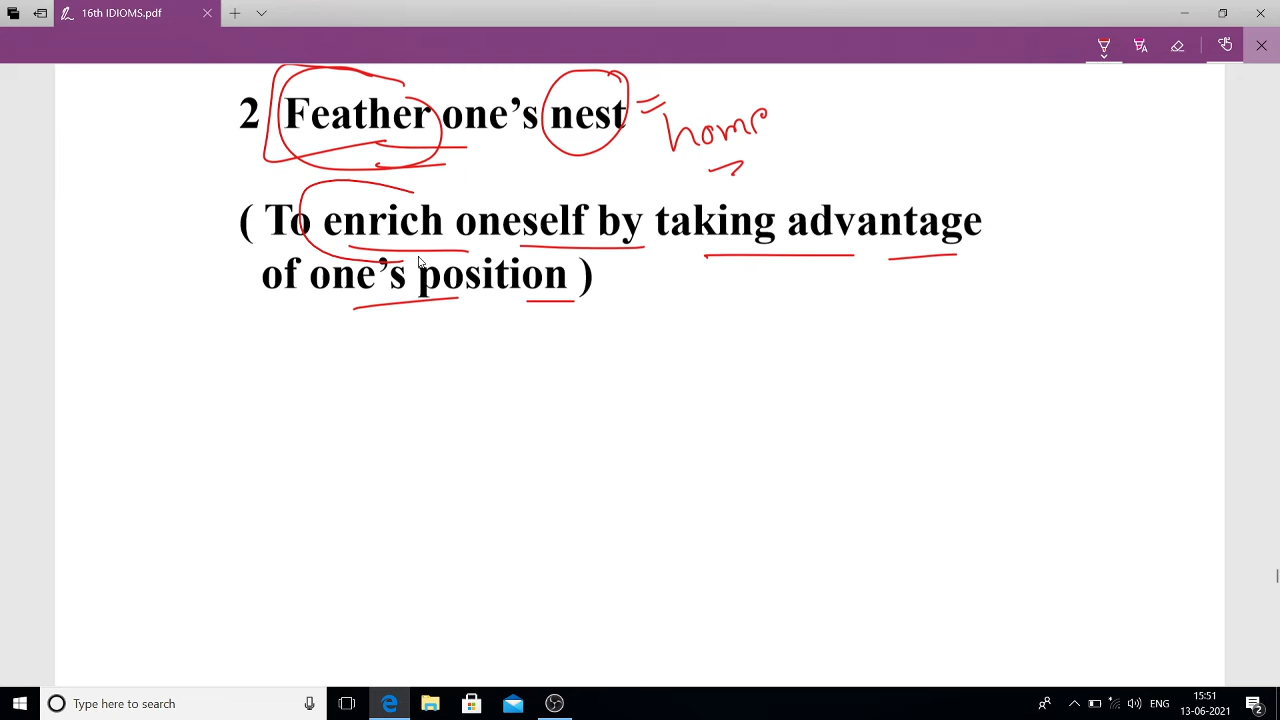 16th IDIOMS.pdf
2 Feather one's nest = home
( To enrich oneself by taking advantage
of one's position )
Type here to search
ENG
15:51
13-06-2021
2